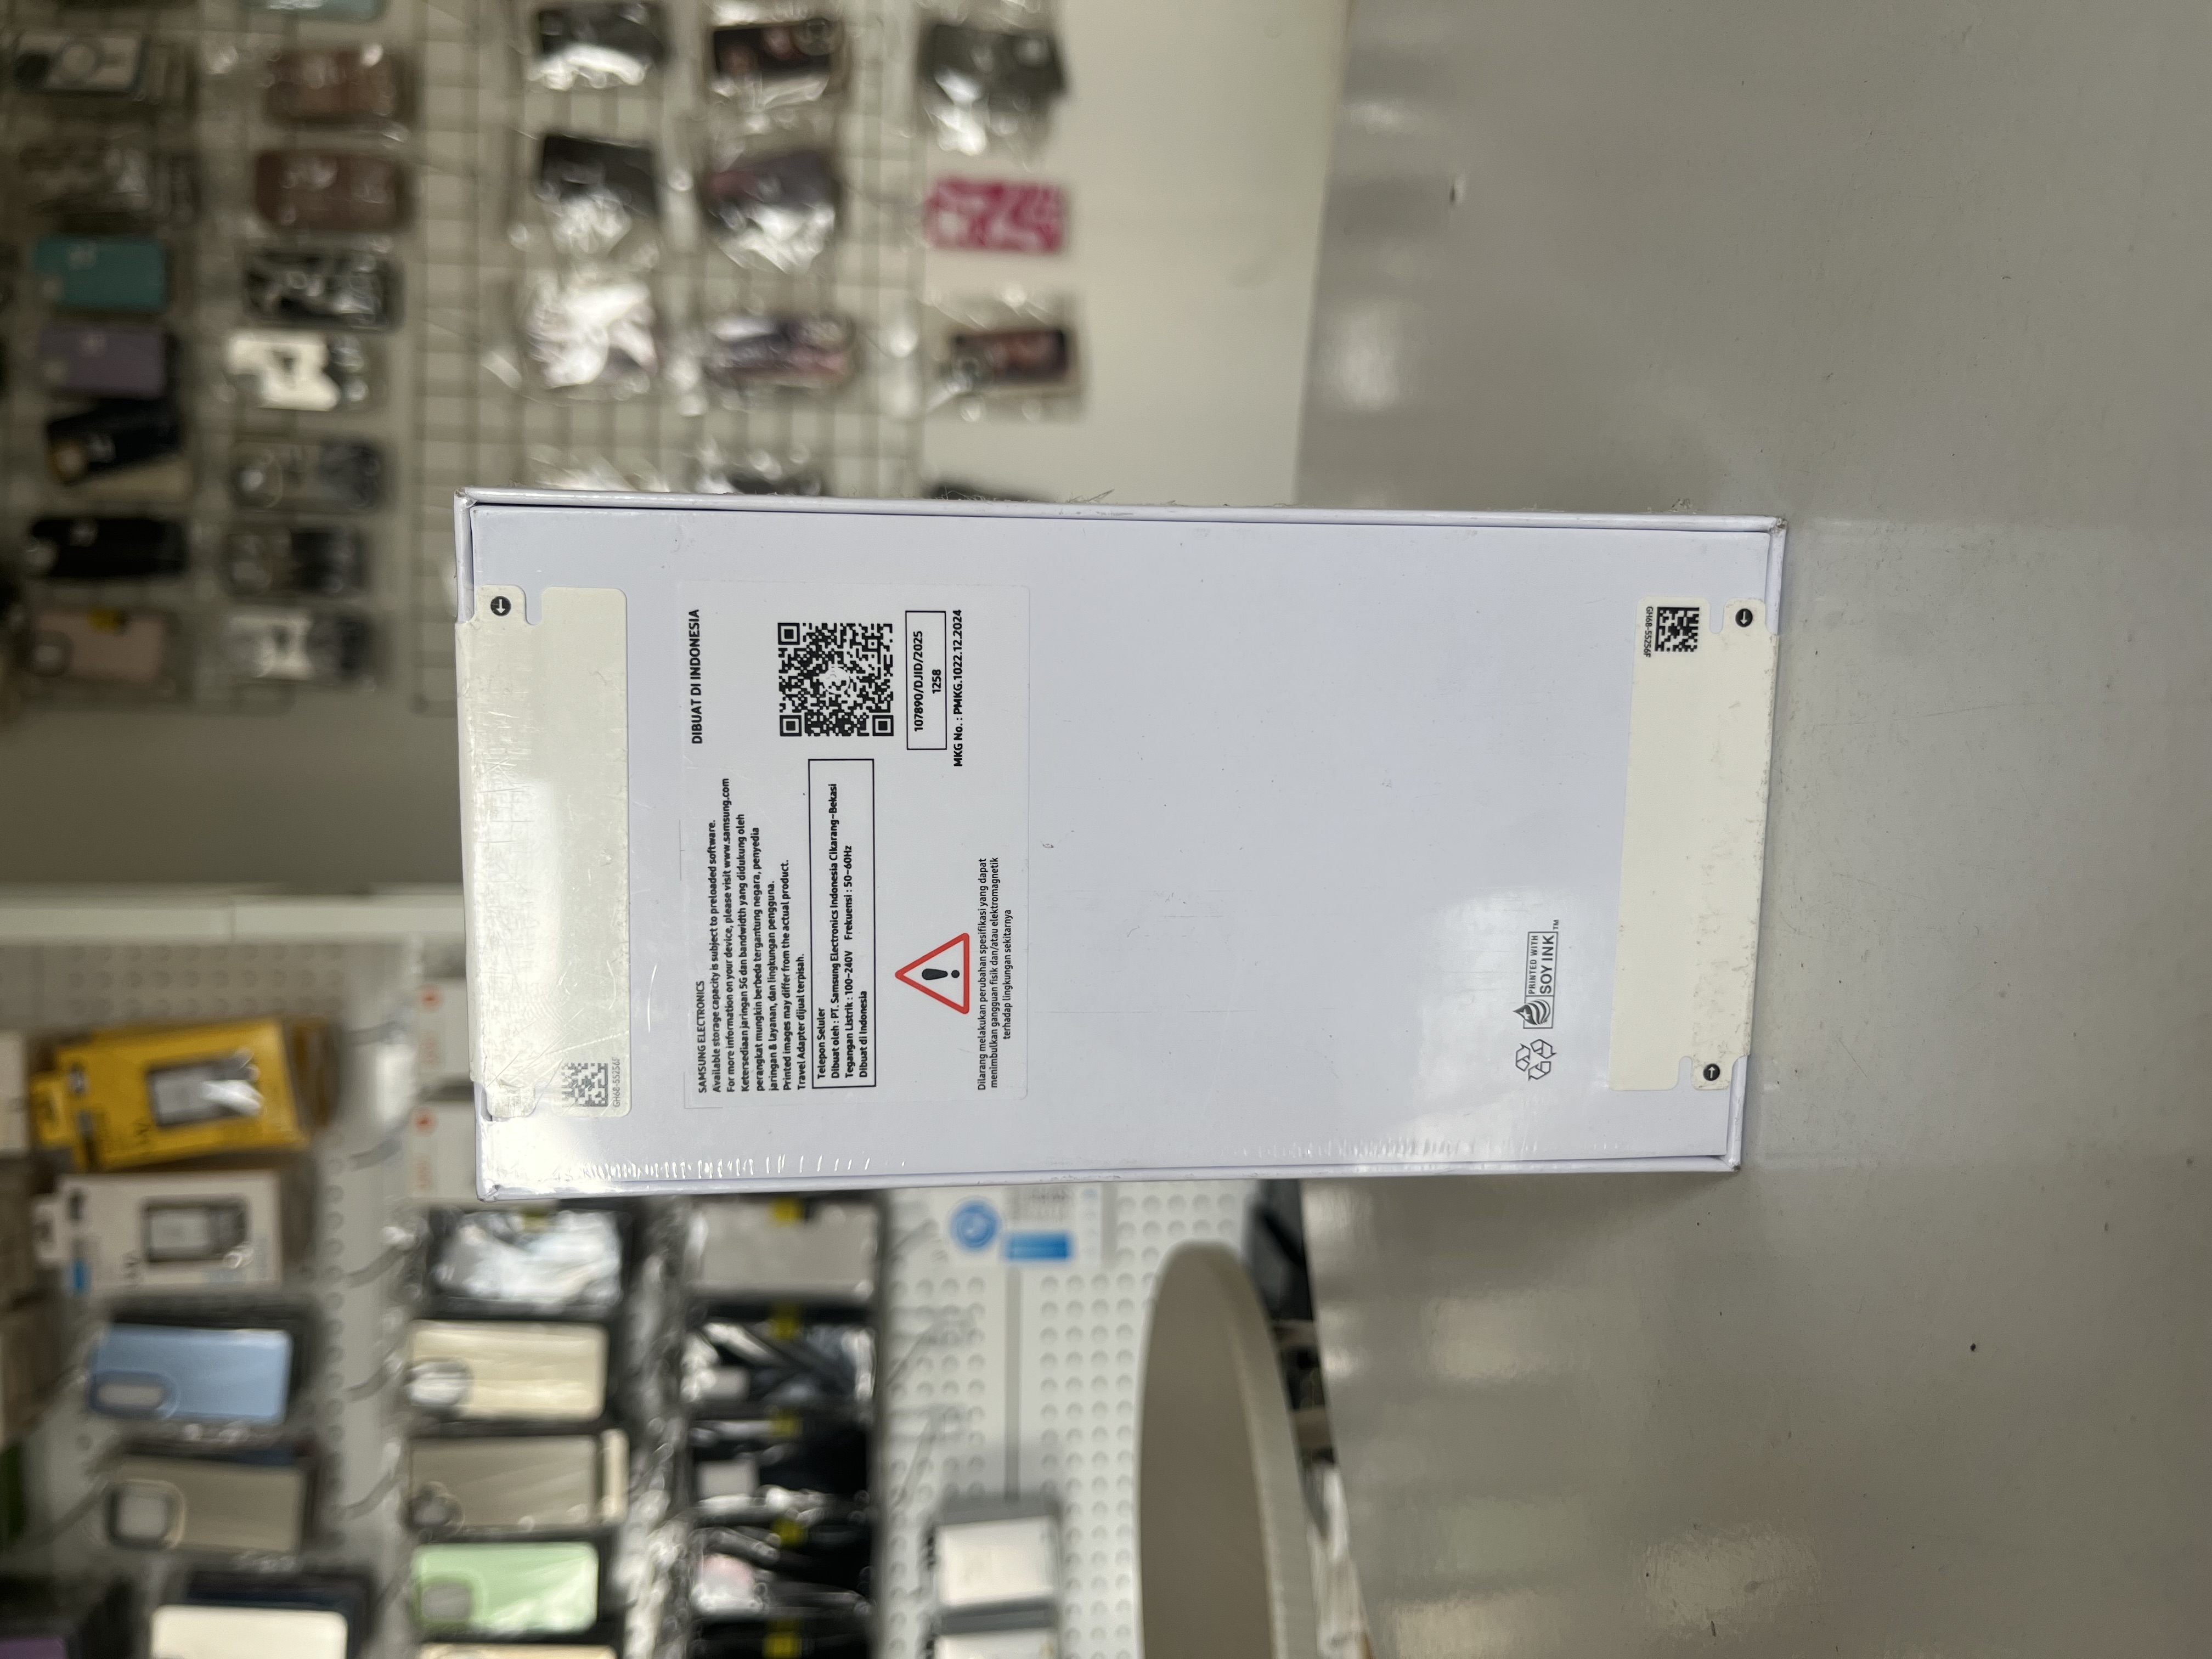 GH68-55256F
SAMSUNG ELECTRONICS
Available storage capacity is subject to preloaded software.
For more information on your device, please visit www.samsung.com
Ketersediaan jaringan 5G dan bandwidth yang didukung oleh
perangkat mungkin berbeda tergantung negara, penyedia
jaringan & layanan, dan lingkungan pengguna.
Printed images may differ from the actual product.
Travel Adapter dijual terpisah.
Telepon Seluler
Dibuat oleh : PT. Samsung Electronics Indonesia Cikarang-Bekasi
Tegangan Listrik : 100-240V Frekuensi : 50-60Hz
Dibuat di Indonesia
DIBUAT DI INDONESIA
107890/DJID/2025
1258
MKG No. : PMKG.1022.12.2024
Dilarang melakukan perubahan spesifikasi yang dapat
menimbulkan gangguan fisik dan/atau elektromagnetik
terhadap lingkungan sekitarnya
PRINTED WITH
SOY INK™
GH68-55256F